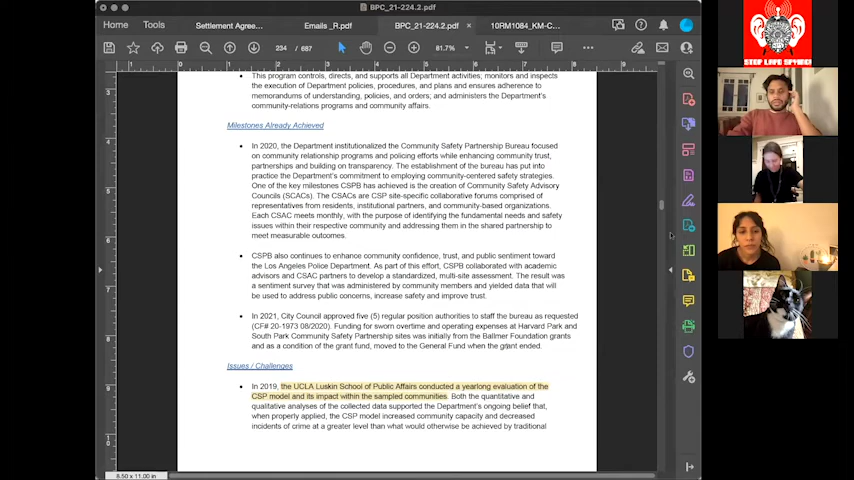 BPC_21-224.2.pdf
Home
Tools
Settlement Agree...
Emails _R.pdf
BPC_21-224.2.pdf
×
10RM1084_KM-C...
234 / 687
81.7%
This program controls, directs, and supports all Department activities; monitors and inspects
the execution of Department policies, procedures, and plans and ensures adherence to
memorandums of understanding, policies, and orders; and administers the Department's
community-relations programs and community affairs.
Milestones Already Achieved
In 2020, the Department institutionalized the Community Safety Partnership Bureau focused
on community relationship programs and policing efforts while enhancing community trust,
partnerships and building on transparency. The establishment of the bureau has put into
practice the Department's commitment to employing community-centered safety strategies.
One of the key milestones CSPB has achieved is the creation of Community Safety Advisory
Councils (SCACs). The CSACs are CSP site-specific collaborative forums comprised of
representatives from residents, institutional partners, and community-based organizations.
Each CSAC meets monthly, with the purpose of identifying the fundamental needs and safety
issues within their respective community and addressing them in the shared partnership to
meet measurable outcomes.
CSPB also continues to enhance community confidence, trust, and public sentiment toward
the Los Angeles Police Department. As part of this effort, CSPB collaborated with academic
advisors and CSAC partners to develop a standardized, multi-site assessment. The result was
a sentiment survey that was administered by community members and yielded data that will
be used to address public concerns, increase safety and improve trust.
In 2021, City Council approved five (5) regular position authorities to staff the bureau as requested
(CF# 20-1973 08/2020). Funding for sworn overtime and operating expenses at Harvard Park and
South Park Community Safety Partnership sites was initially from the Ballmer Foundation grants
and as a condition of the grant fund, moved to the General Fund when the grant ended.
Issues / Challenges
In 2019, the UCLA Luskin School of Public Affairs conducted a yearlong evaluation of the
CSP model and its impact within the sampled communities. Both the quantitative and
qualitative analyses of the collected data supported the Department's ongoing belief that,
when properly applied, the CSP model increased community capacity and decreased
incidents of crime at a greater level than what would otherwise be achieved by traditional
8.50 x 11.00 in
STOP LAPD SPYING!